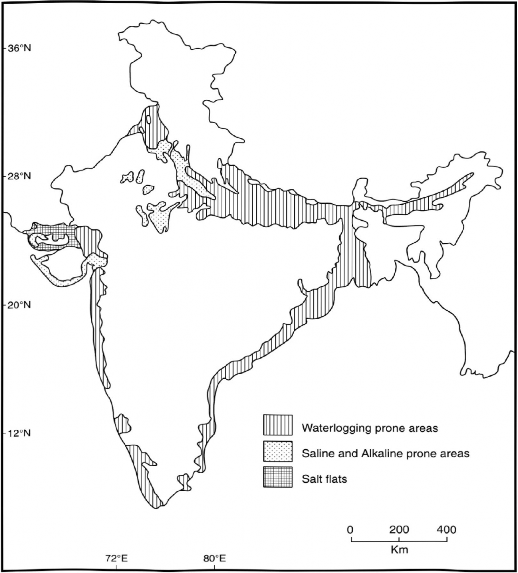 36°N
28°N
20°N
12°N
Waterlogging prone areas
Saline and Alkaline prone areas
Salt flats
0 200 400
Km
72°E 80°E